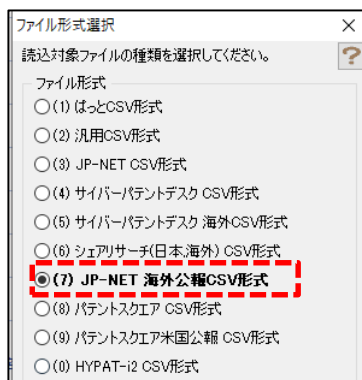 ファイル形式選択
読込対象ファイルの種類を選択してください。
?
ファイル形式
(1) ぱっとCSV形式
(2) 汎用CSV形式
(3) JP-NET CSV形式
(4) サイバーパテントデスク CSV形式
(5) サイバーパテントデスク 海外CSV形式
(6) シェアリサーチ(日本,海外) CSV形式
(7) JP-NET 海外公報CSV形式
(8) パテントスクエア CSV形式
(9) パテントスクエア米国公報 CSV形式
(0) HYPAT-i2 CSV形式